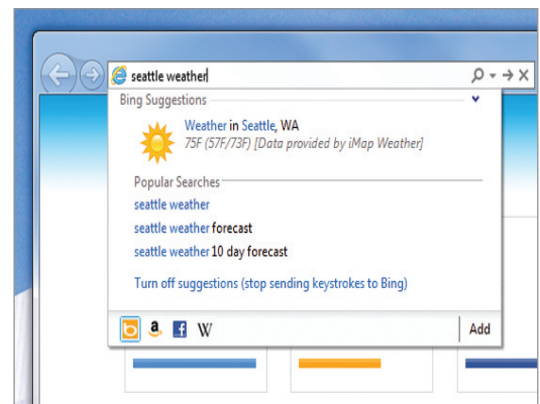 seattle weather
Bing Suggestions
Weather in Seattle, WA
75F (57F/73F) [Data provided by iMap Weather]
Popular Searches
seattle weather
seattle weather forecast
seattle weather 10 day forecast
Turn off suggestions (stop sending keystrokes to Bing)
b a f W Add